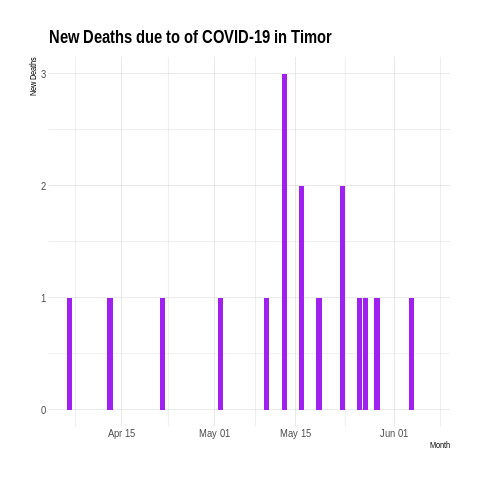 New Deaths due to of COVID-19 in Timor
New Deaths
3
2
1
0
Apr 15
May 01
May 15
Jun 01
Month